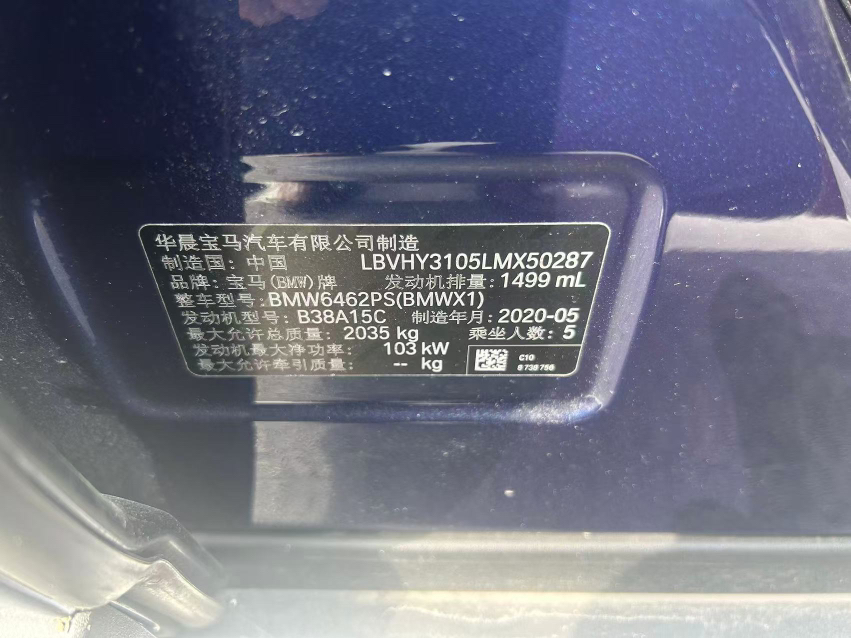 华晨宝马汽车有限公司制造
制造国: 中国 LBVHY3105LMX50287
品牌: 宝马(BMW)牌 发动机排量: 1499 mL
整车型号: BMW6462PS(BMWX1)
发动机型号: B38A15C 制造年月: 2020-05
最大允许总质量: 2035 kg 乘坐人数: 5
发动机最大净功率: 103 kW
最大允许牵引质量: -- kg
C10
8 738 756